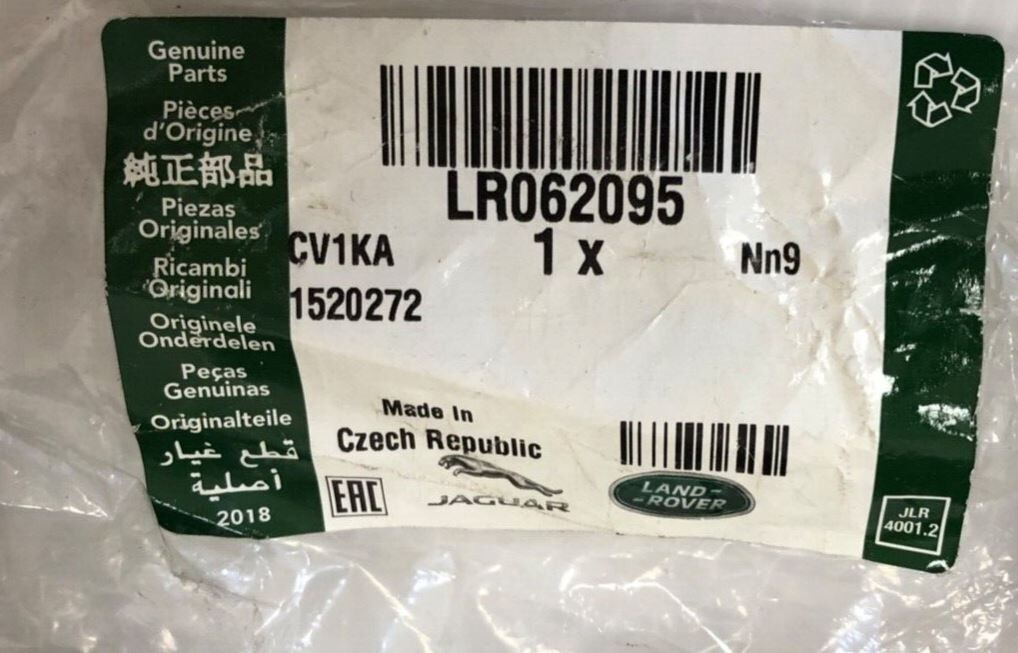 Genuine
Parts
Pièces
d'Origine
純正部品
Piezas
Originales
Ricambi
Originali
Originele
Onderdelen
Peças
Genuinas
Originalteile
قطع غيار
أصلية
2018
LR062095
CV1KA
1 x
Nn9
1520272
Made In
Czech Republic
EAC
JAGUAR
LAND-
-ROVER
JLR
4001.2